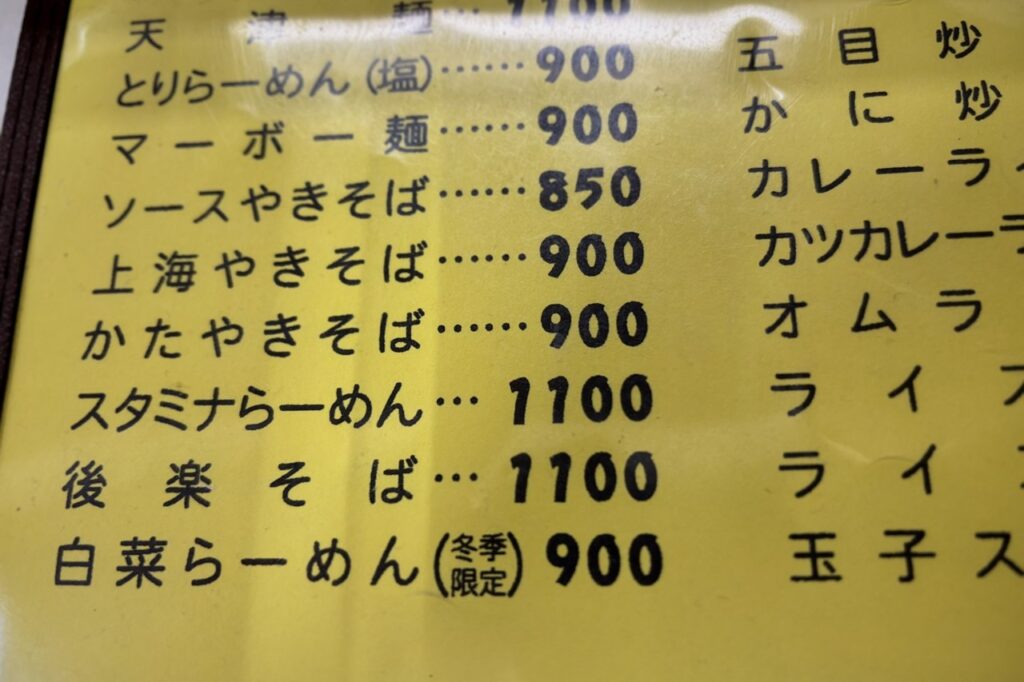 天津麺 1100
とりらーめん(塩)…… 900
マーボー麺…… 900
ソースやきそば…… 850
上海やきそば…… 900
かたやきそば…… 900
スタミナらーめん… 1100
後楽そば… 1100
白菜らーめん(冬季限定) 900
五目炒
かに炒
カレーラ
カツカレーラ
オムラ
ライ
ライ
玉子ス